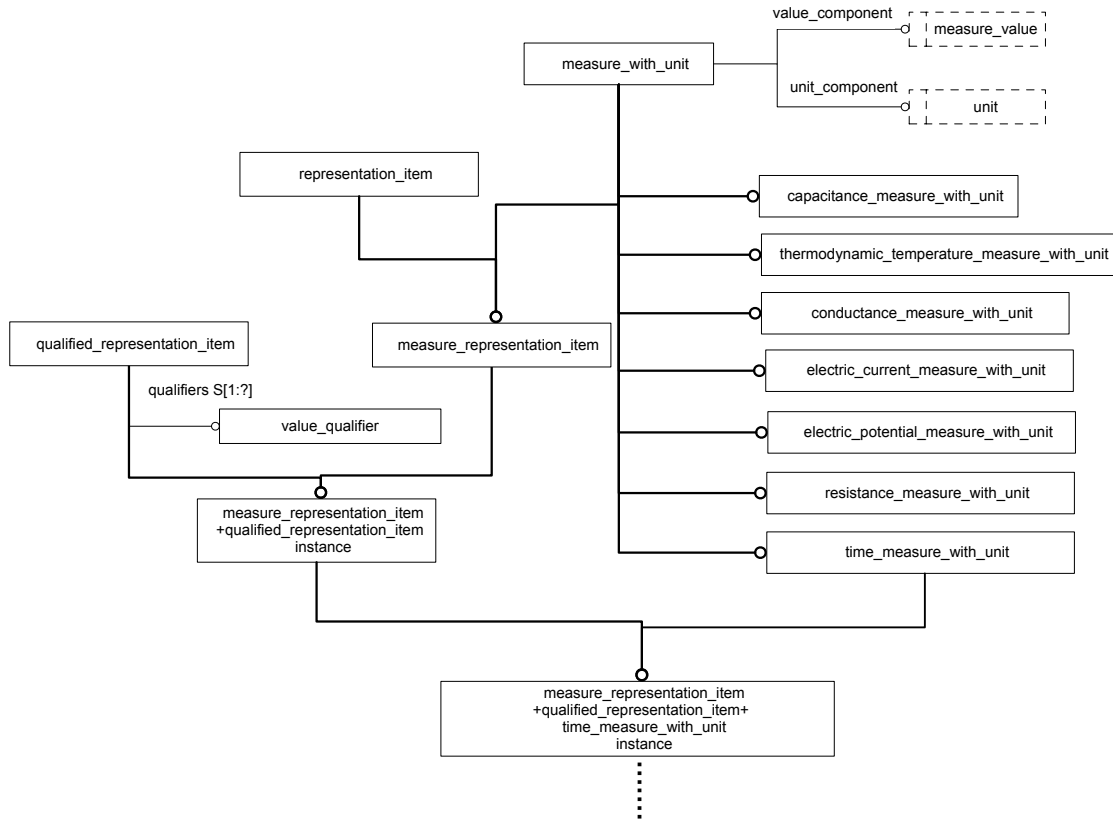 value_component
measure_value
measure_with_unit
unit_component
unit
representation_item
capacitance_measure_with_unit
thermodynamic_temperature_measure_with_unit
conductance_measure_with_unit
qualified_representation_item
measure_representation_item
electric_current_measure_with_unit
qualifiers S[1:?]
value_qualifier
electric_potential_measure_with_unit
resistance_measure_with_unit
measure_representation_item
+qualified_representation_item
instance
time_measure_with_unit
measure_representation_item
+qualified_representation_item+
time_measure_with_unit
instance